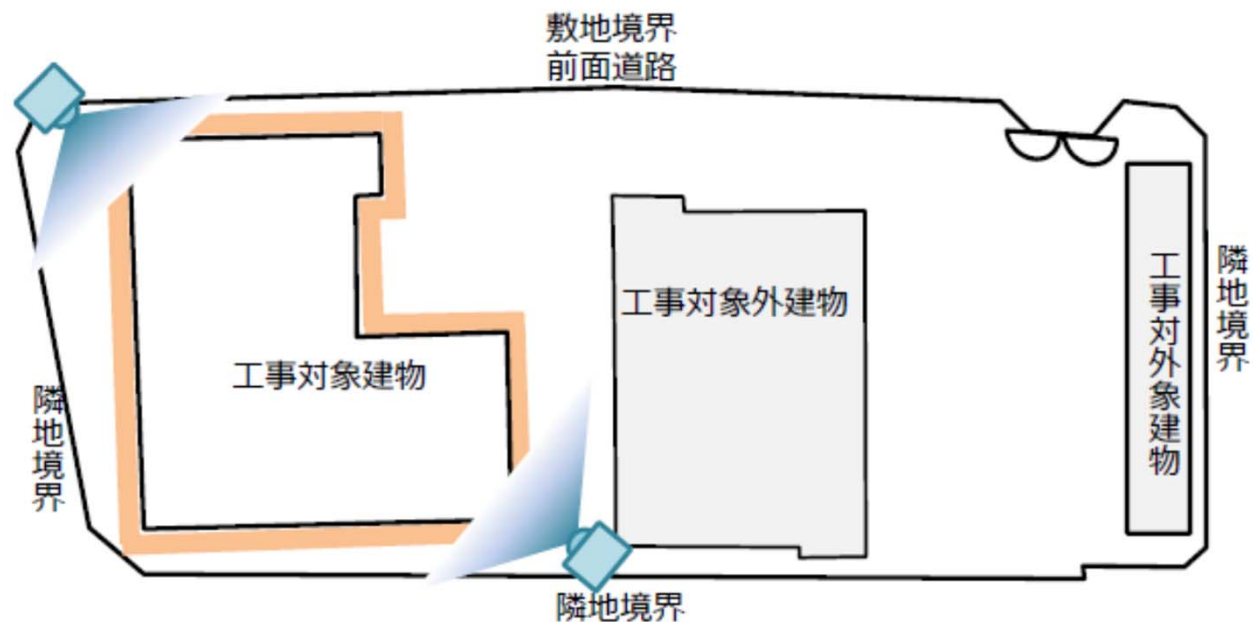 敷地境界
前面道路
工事対象外建物
隣地境界
工事対外象建物
工事対象建物
隣地境界
隣地境界